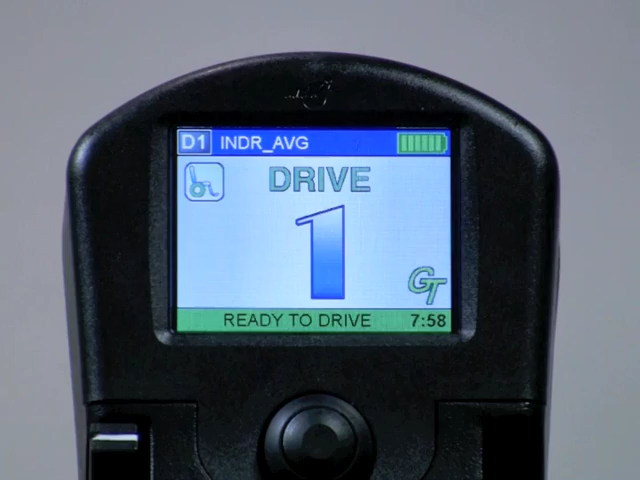 D1 INDR_AVG
DRIVE
1
GT
READY TO DRIVE 7:58